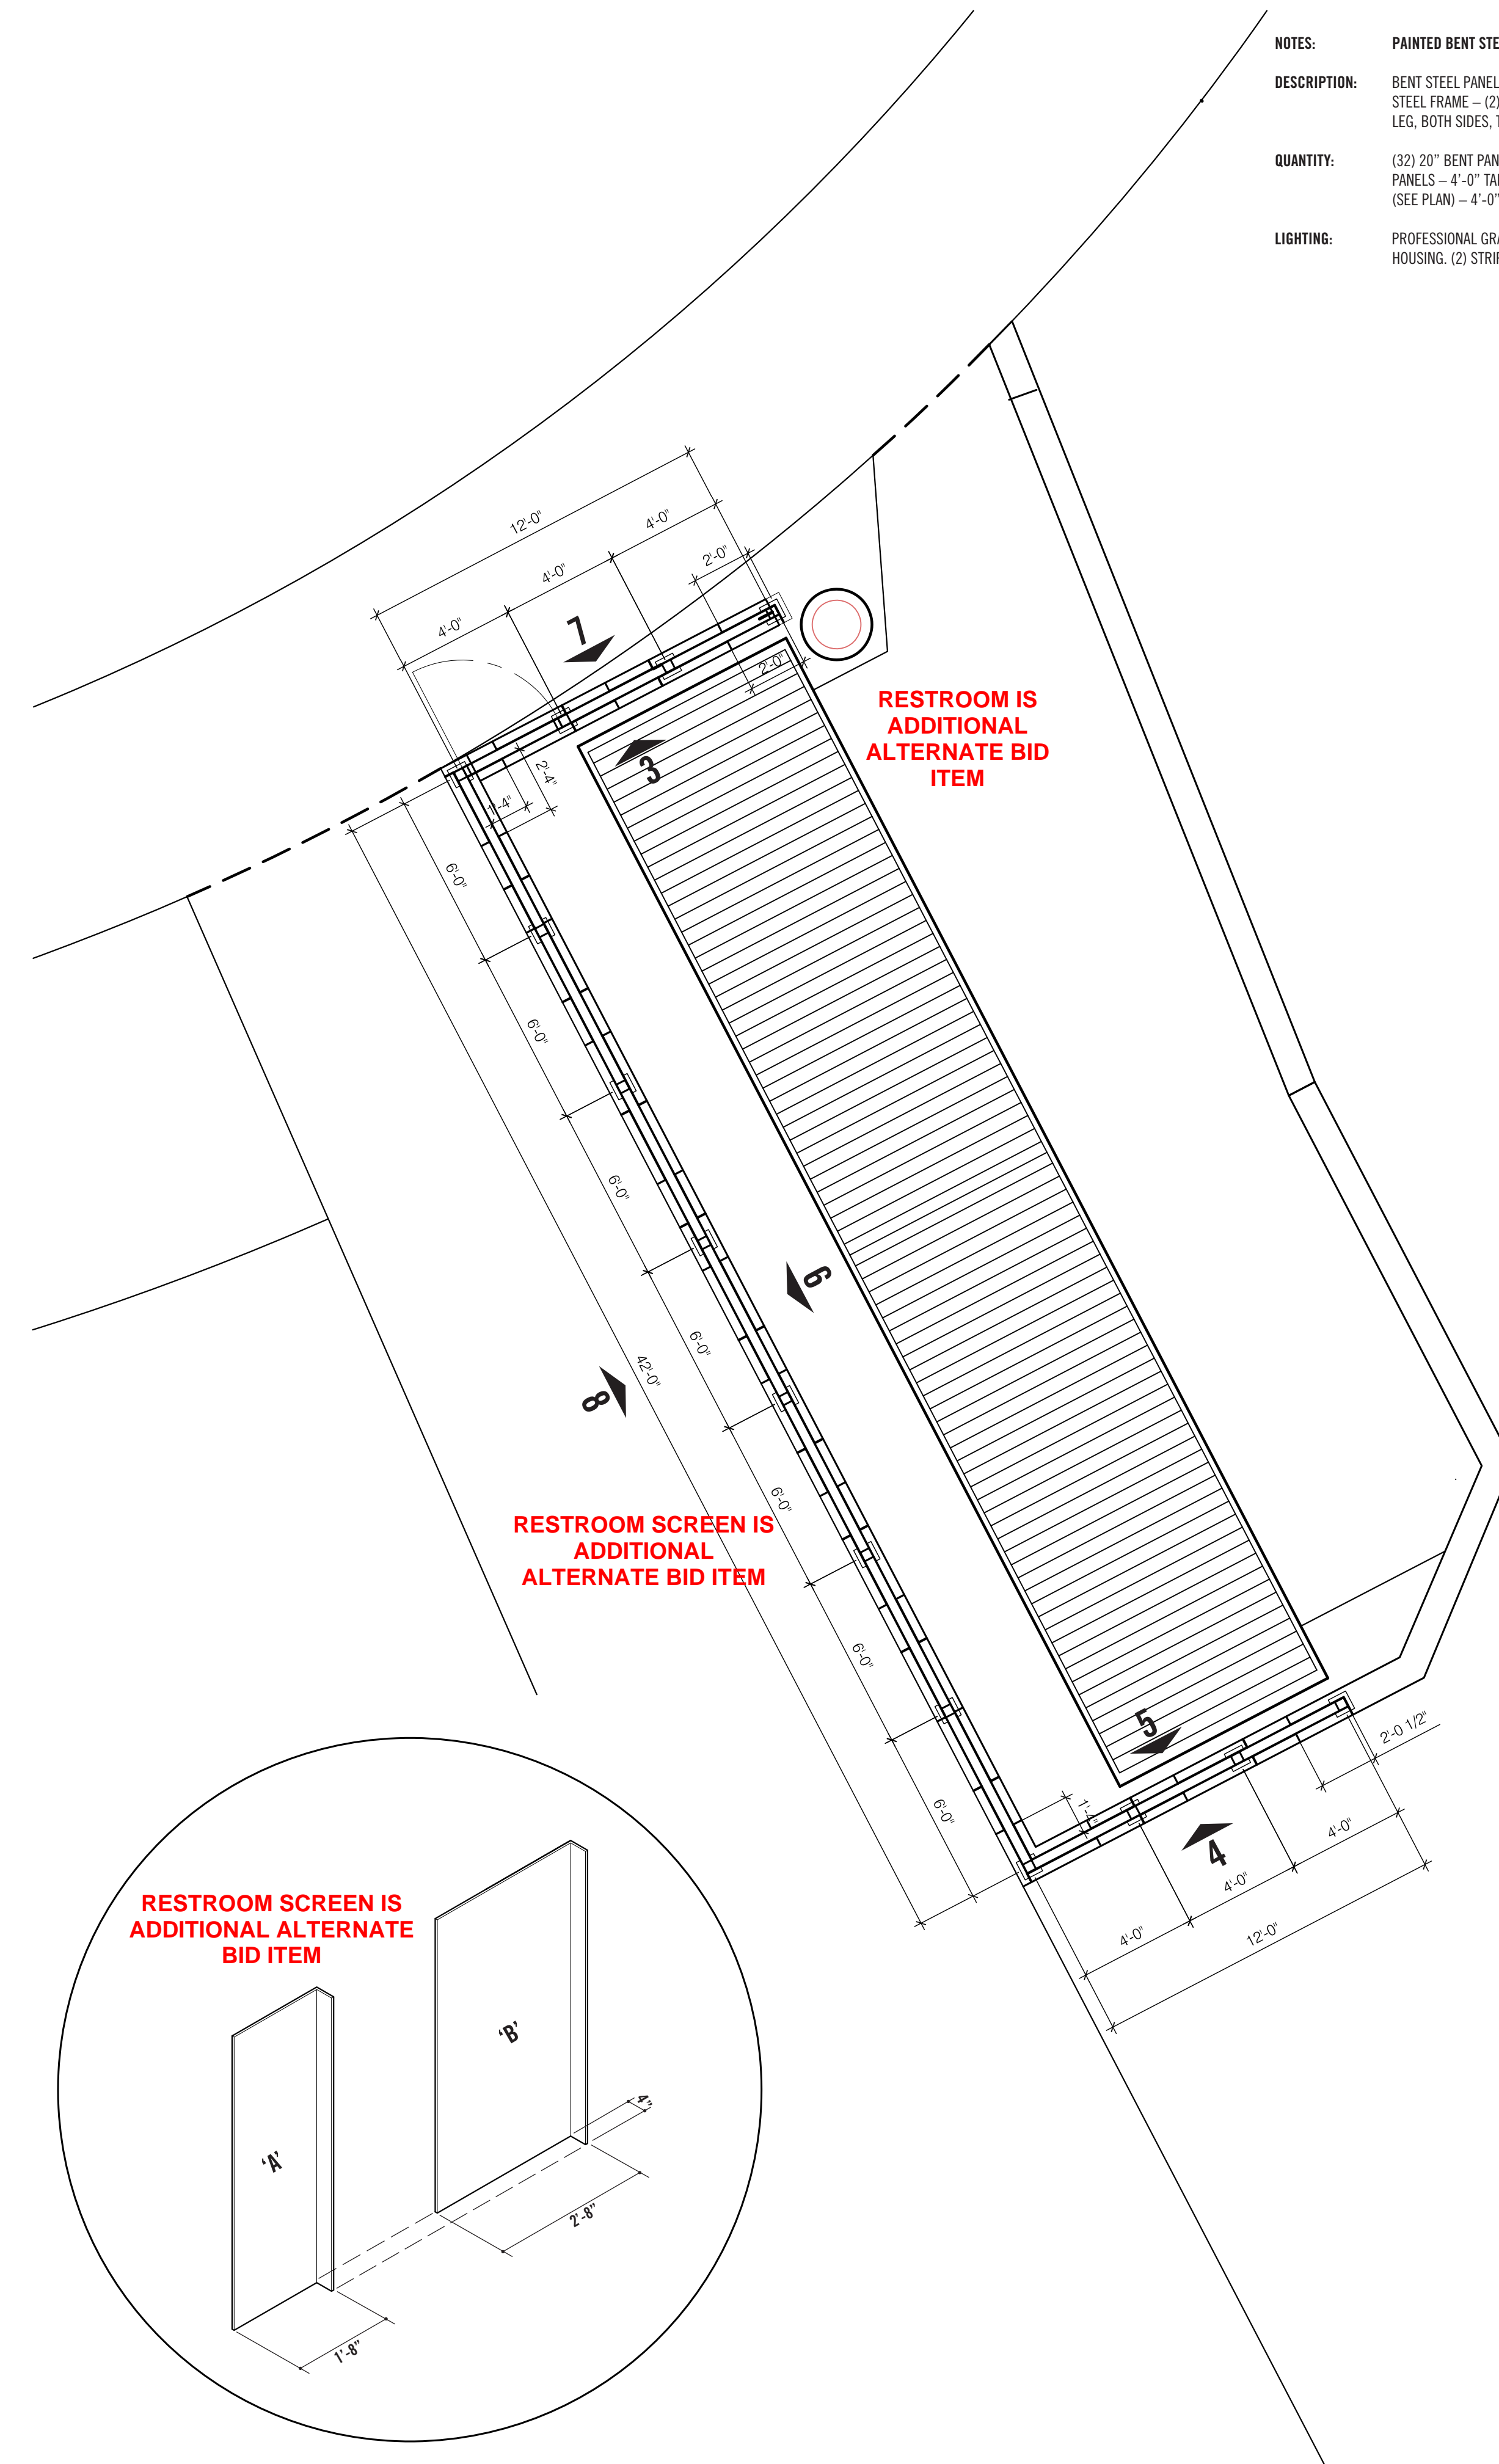 NOTES: PAINTED BENT STE
DESCRIPTION: BENT STEEL PANEL
STEEL FRAME – (2)
LEG, BOTH SIDES, T
QUANTITY: (32) 20” BENT PAN
PANELS – 4’-0” TAL
(SEE PLAN) – 4’-0”
LIGHTING: PROFESSIONAL GRA
HOUSING. (2) STRIP
12'-0"
4'-0"
4'-0"
4'-0"
2'-0"
7
2'-0"
RESTROOM IS
ADDITIONAL
ALTERNATE BID
ITEM
3
2'-4"
1'-4"
6'-0"
6'-0"
6'-0"
6'-0"
6'-0"
6'-0"
6'-0"
42'-0"
6
8
RESTROOM SCREEN IS
ADDITIONAL
ALTERNATE BID ITEM
5
2'-0 1/2"
1'-4"
4
4'-0"
4'-0"
4'-0"
12'-0"
RESTROOM SCREEN IS
ADDITIONAL ALTERNATE
BID ITEM
‘B’
‘A’
4”
2’-8”
1’-8”